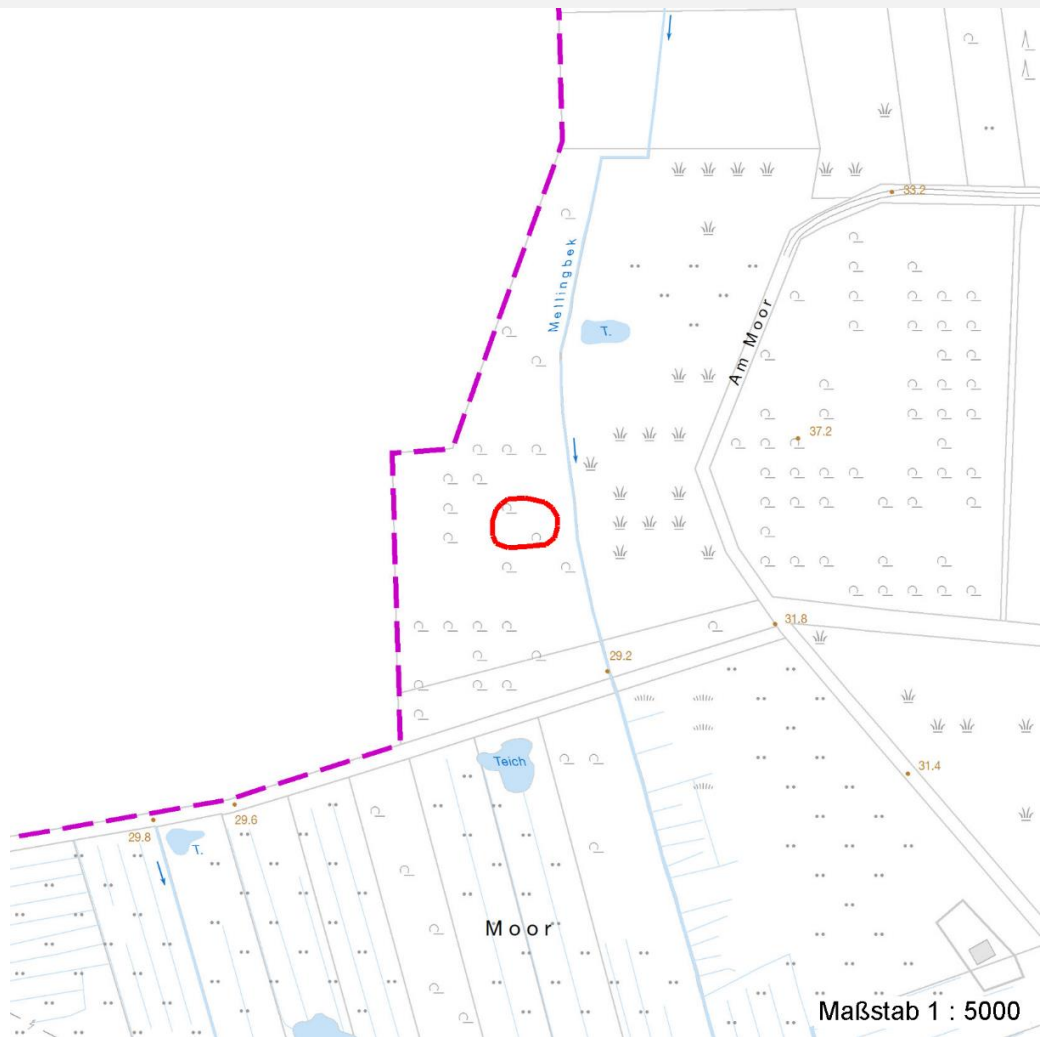 33.2
Mellingbek
T.
Am Moor
37.2
31.8
29.2
Teich
31.4
29.6
29.8
T.
Moor
Maßstab 1 : 5000